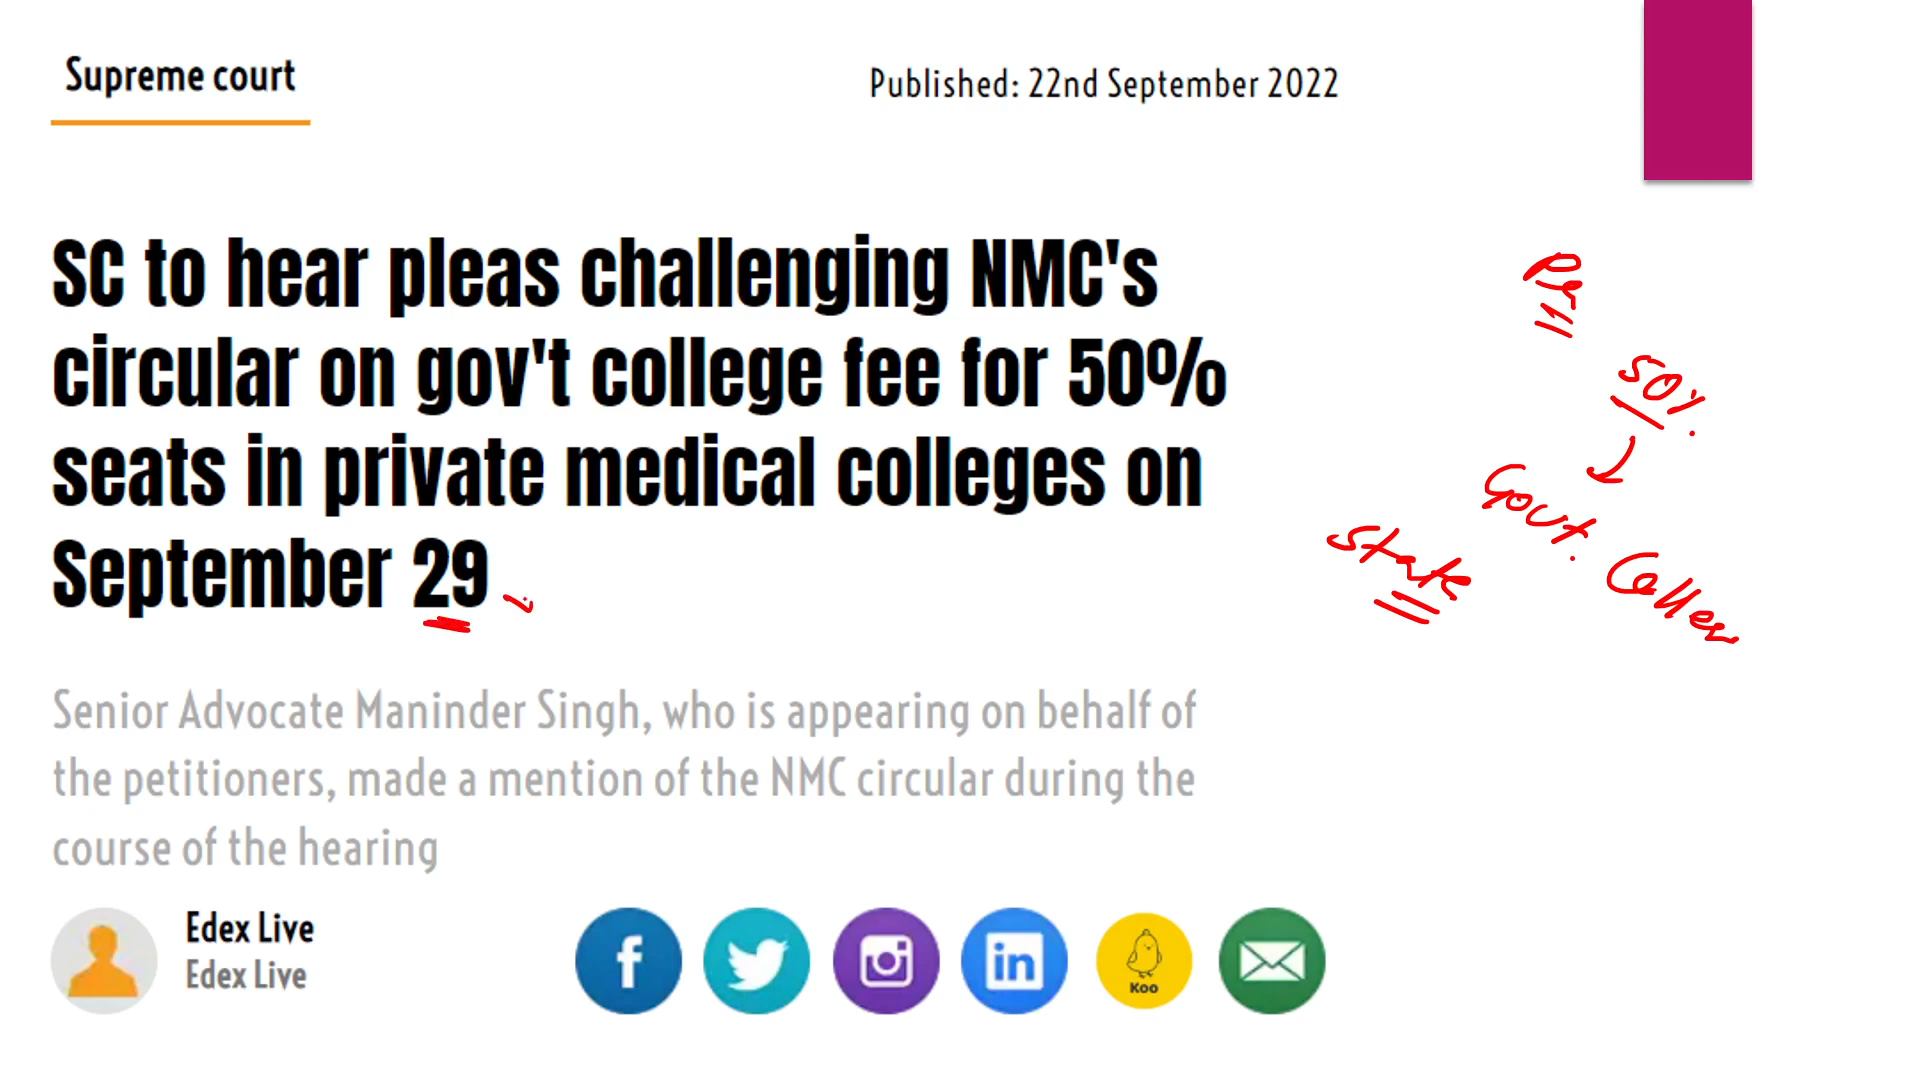 Supreme court
Published: 22nd September 2022
SC to hear pleas challenging NMC's
circular on gov't college fee for 50%
seats in private medical colleges on
September 29
50%.
Govt.
State
Senior Advocate Maninder Singh, who is appearing on behalf of
the petitioners, made a mention of the NMC circular during the
course of the hearing
Edex Live
Edex Live
f
in
Koo